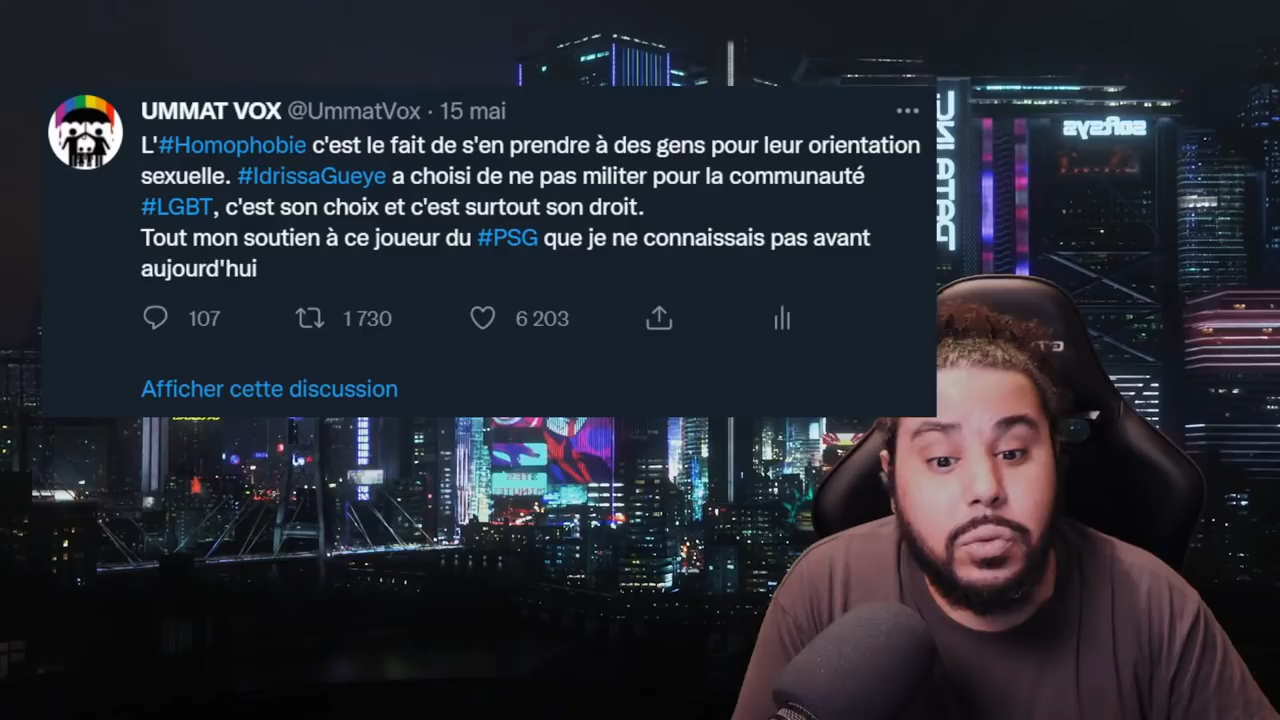 UMMAT VOX @UmmatVox · 15 mai
L'#Homophobie c'est le fait de s'en prendre à des gens pour leur orientation
sexuelle. #IdrissaGueye a choisi de ne pas militer pour la communauté
#LGBT, c'est son choix et c'est surtout son droit.
Tout mon soutien à ce joueur du #PSG que je ne connaissais pas avant
aujourd'hui
107 1 730 6 203
Afficher cette discussion